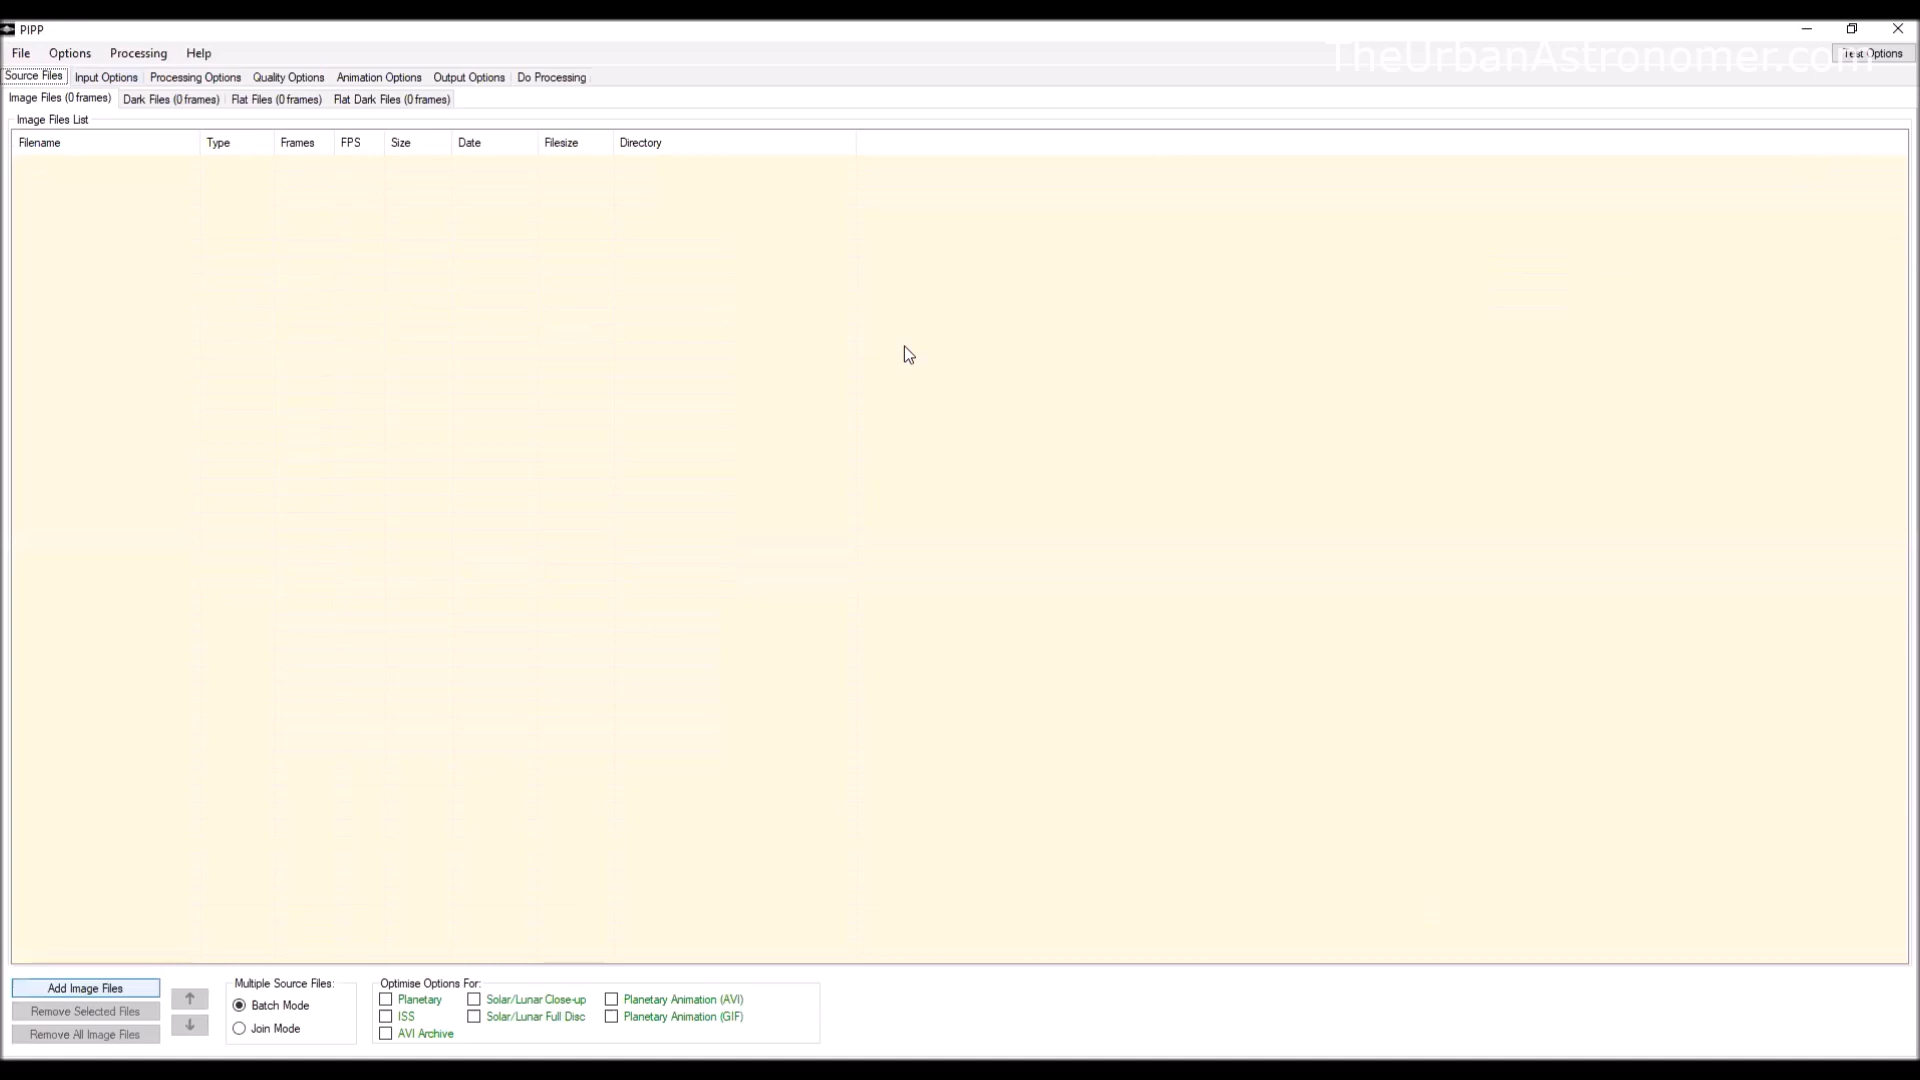 PIPP
File Options Processing Help
TheUrbanAstronomer.com
Test Options
Source Files Input Options Processing Options Quality Options Animation Options Output Options Do Processing
Image Files (0 frames) Dark Files (0 frames) Flat Files (0 frames) Flat Dark Files (0 frames)
Image Files List
Filename Type Frames FPS Size Date Filesize Directory
Add Image Files
Remove Selected Files
Remove All Image Files
Multiple Source Files:
Batch Mode
Join Mode
Optimise Options For:
Planetary Solar/Lunar Close-up Planetary Animation (AVI)
ISS Solar/Lunar Full Disc Planetary Animation (GIF)
AVI Archive